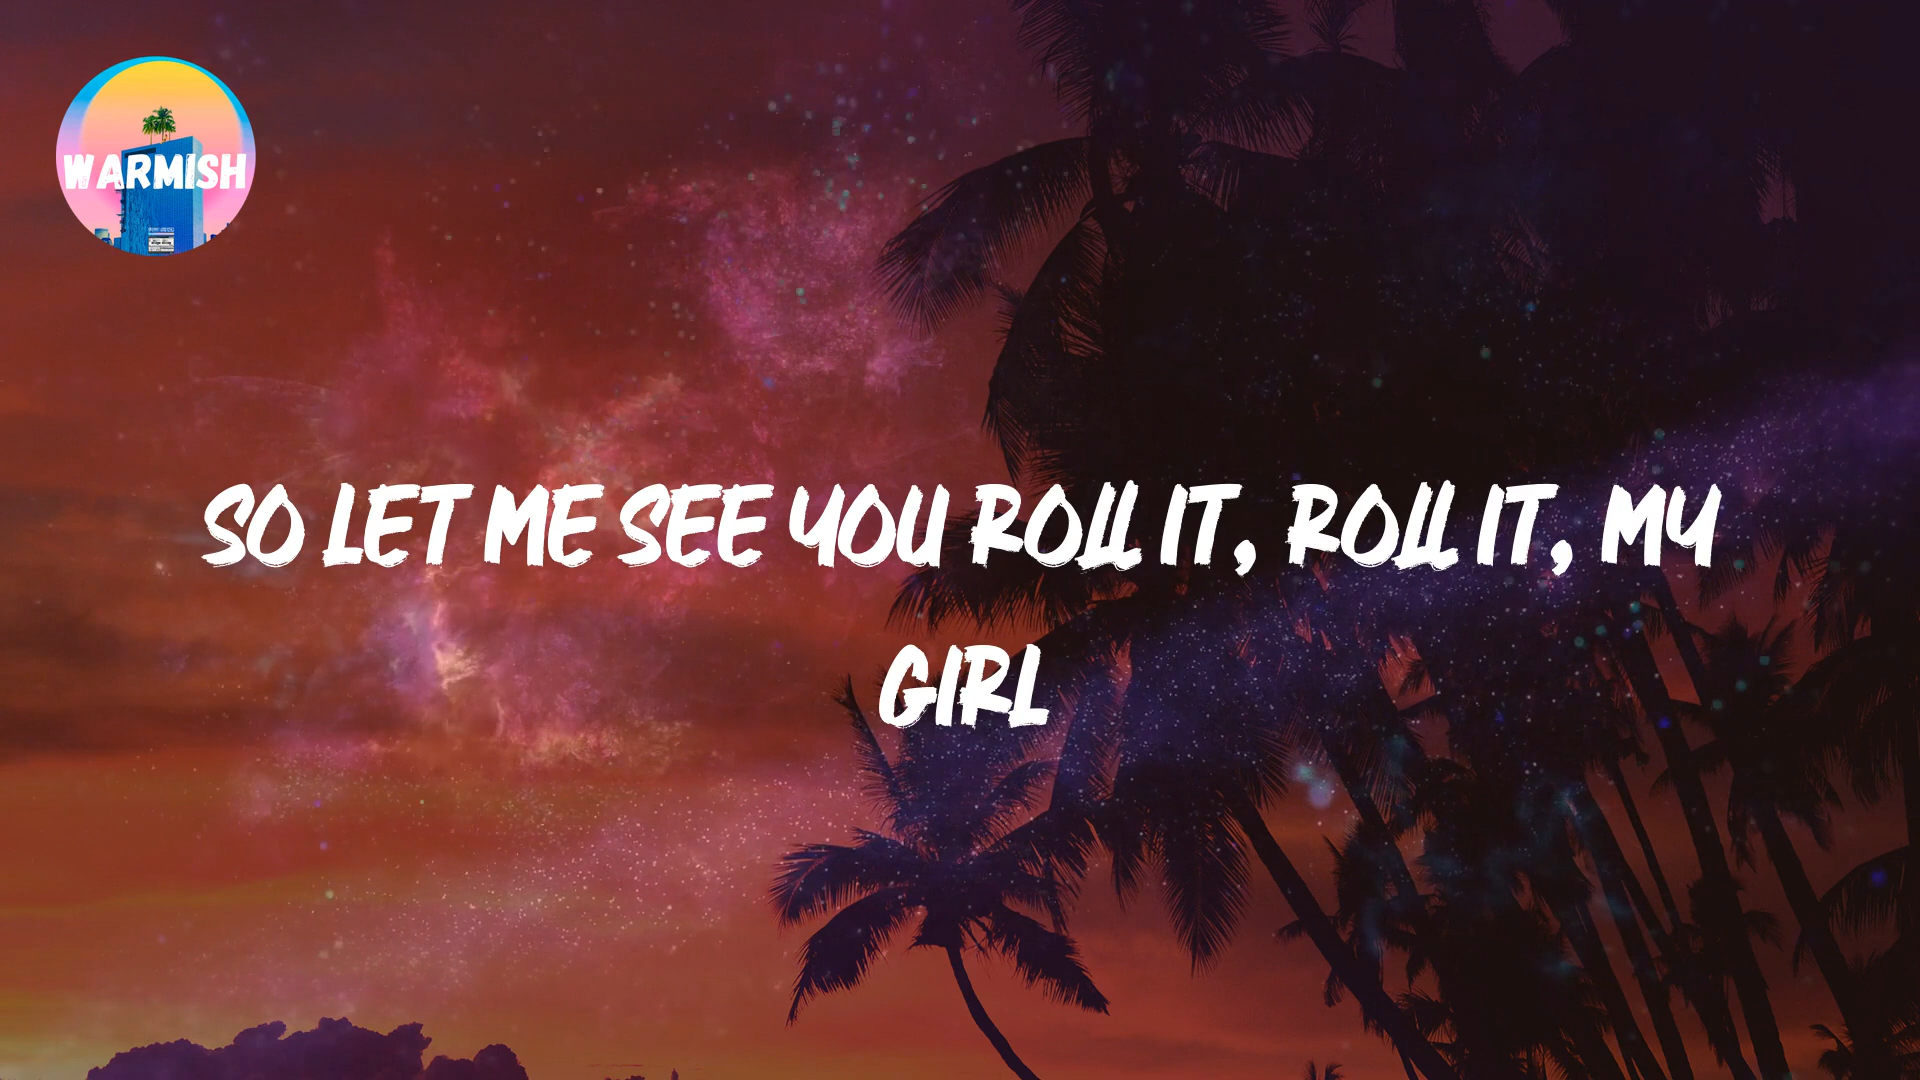 WARMISH
SO LET ME SEE YOU ROLL IT, ROLL IT, MY
GIRL